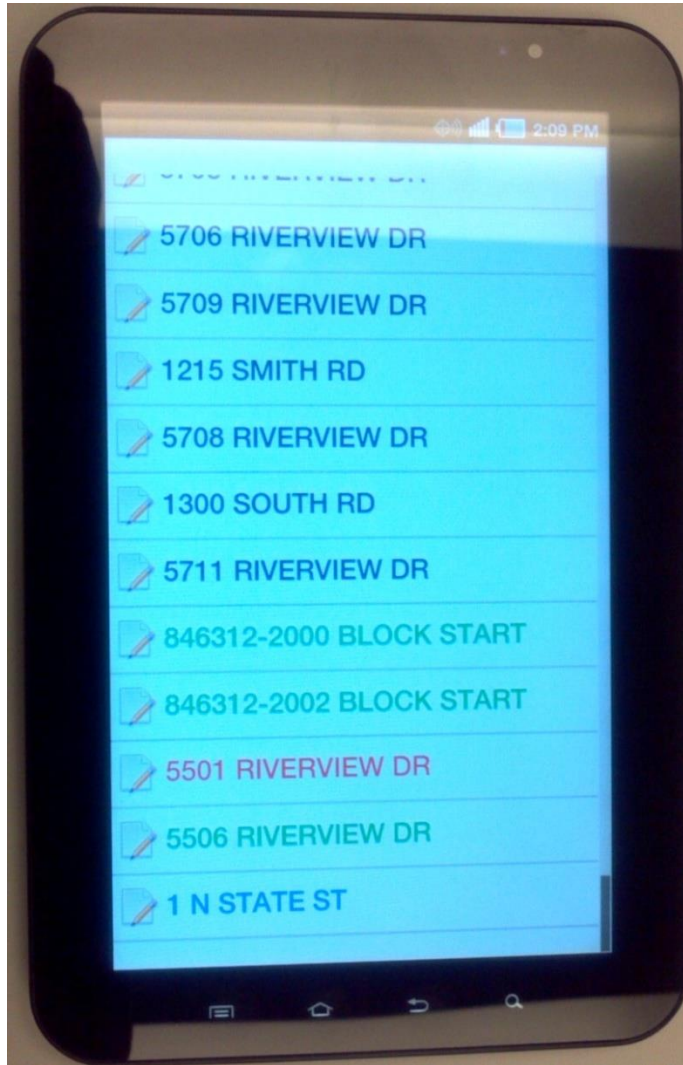 2:09 PM
RIVERVIEW DR
5706 RIVERVIEW DR
5709 RIVERVIEW DR
1215 SMITH RD
5708 RIVERVIEW DR
1300 SOUTH RD
5711 RIVERVIEW DR
846312-2000 BLOCK START
846312-2002 BLOCK START
5501 RIVERVIEW DR
5506 RIVERVIEW DR
1 N STATE ST